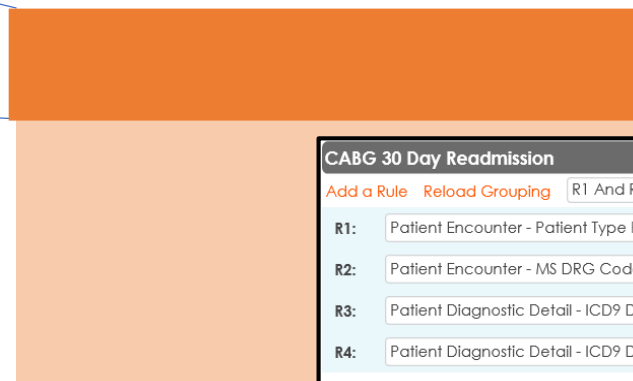 CABG 30 Day Readmission
Add a Rule Reload Grouping R1 And
R1: Patient Encounter - Patient Type
R2: Patient Encounter - MS DRG Cod
R3: Patient Diagnostic Detail - ICD9 D
R4: Patient Diagnostic Detail - ICD9 D